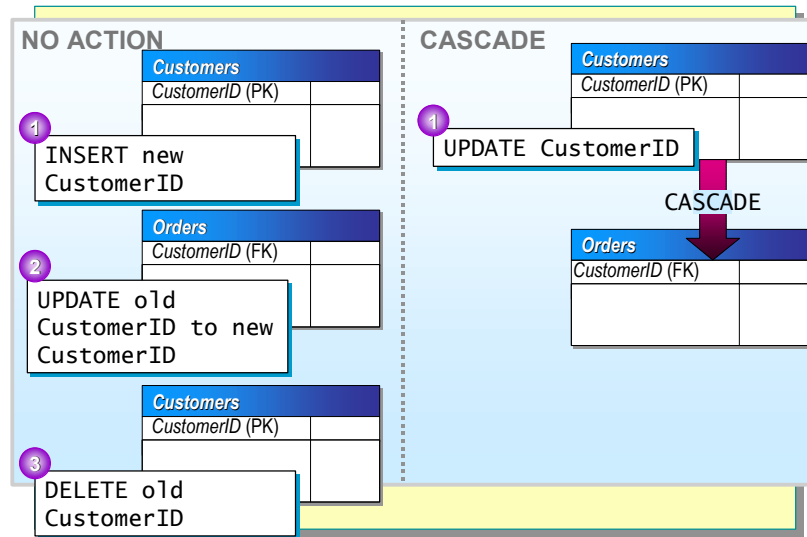 NO ACTION
Customers
CustomerID (PK)
1
INSERT new
CustomerID
Orders
CustomerID (FK)
2
UPDATE old
CustomerID to new
CustomerID
Customers
CustomerID (PK)
3
DELETE old
CustomerID
CASCADE
Customers
CustomerID (PK)
1
UPDATE CustomerID
CASCADE
Orders
CustomerID (FK)